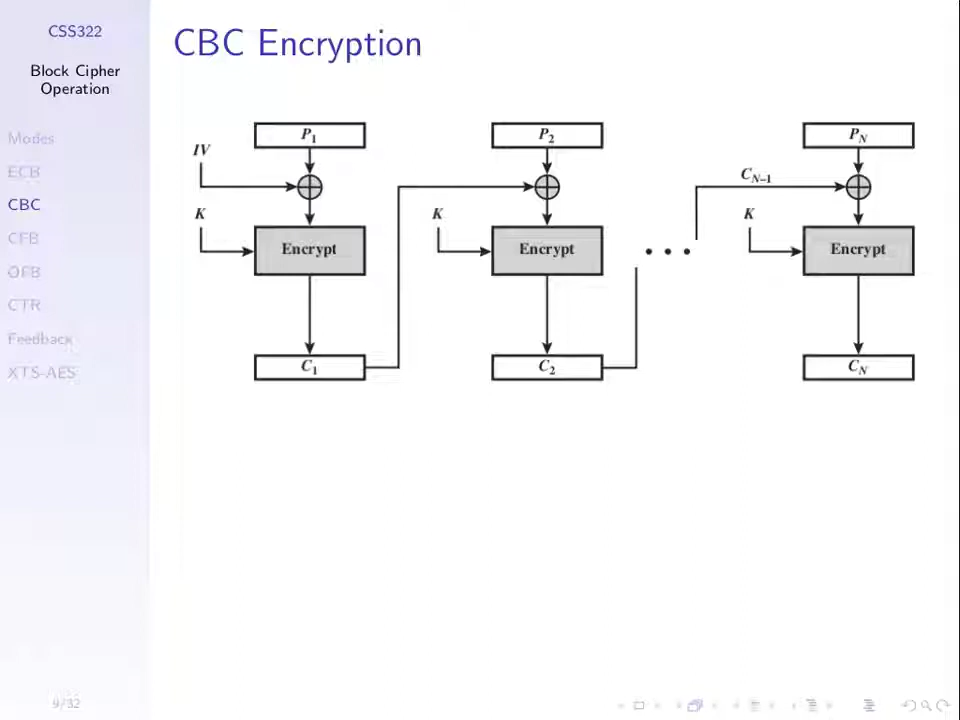 CSS322
Block Cipher
Operation
Modes
ECB
CBC
CFB
OFB
CTR
Feedback
XTS-AES
9/32
CBC Encryption
P1 P2 PN
IV
CN–1
K K K
Encrypt Encrypt Encrypt
C1 C2 CN